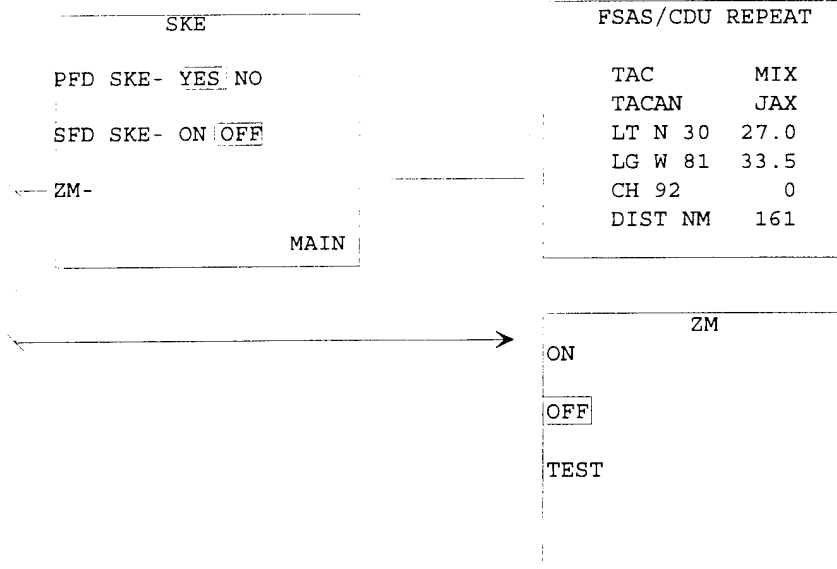 SKE
PFD SKE- YES NO
SFD SKE- ON OFF
ZM-
MAIN
FSAS/CDU REPEAT
TAC MIX
TACAN JAX
LT N 30 27.0
LG W 81 33.5
CH 92 0
DIST NM 161
ZM
ON
OFF
TEST